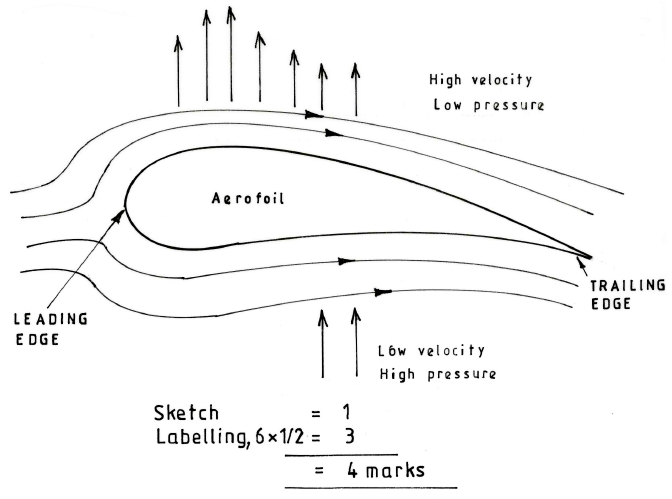 High velocity
Low pressure
Aerofoil
LEADING
EDGE
TRAILING
EDGE
Low velocity
High pressure
Sketch = 1
Labelling, 6×1/2 = 3
= 4 marks